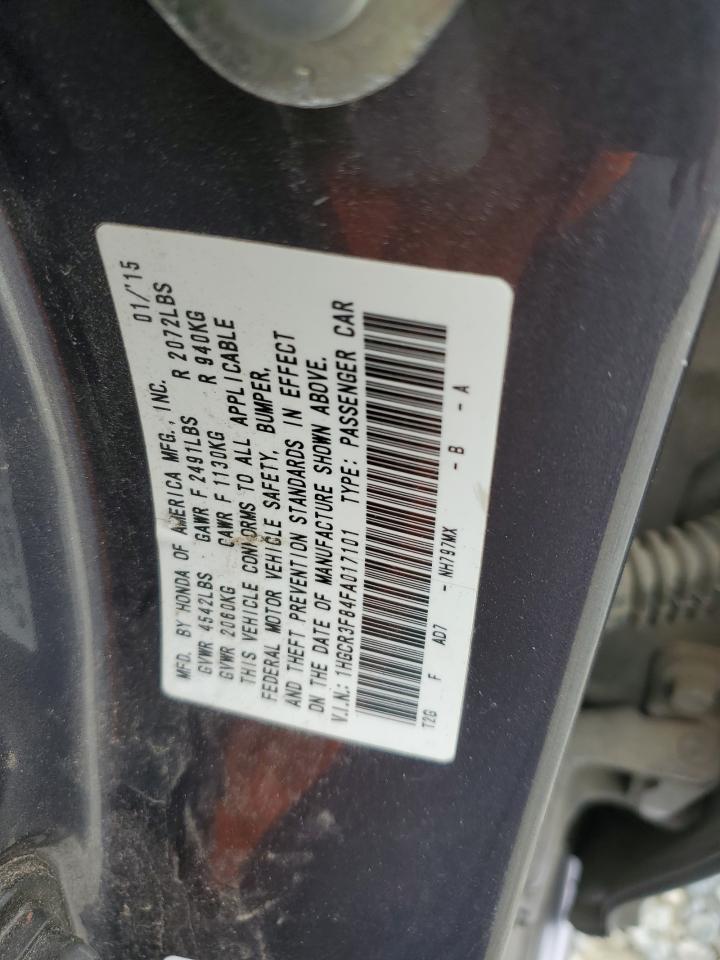 MFD. BY HONDA OF AMERICA MFG., INC. 01/'15
GVWR 4542LBS GAWR F 2491LBS R 2072LBS
GVWR 2060KG GAWR F 1130KG R 940KG
THIS VEHICLE CONFORMS TO ALL APPLICABLE
FEDERAL MOTOR VEHICLE SAFETY, BUMPER,
AND THEFT PREVENTION STANDARDS IN EFFECT
ON THE DATE OF MANUFACTURE SHOWN ABOVE.
V.I.N.: 1HGCR3F84FA017101 TYPE: PASSENGER CAR
T2G F AD7 - NH797MX - B - A